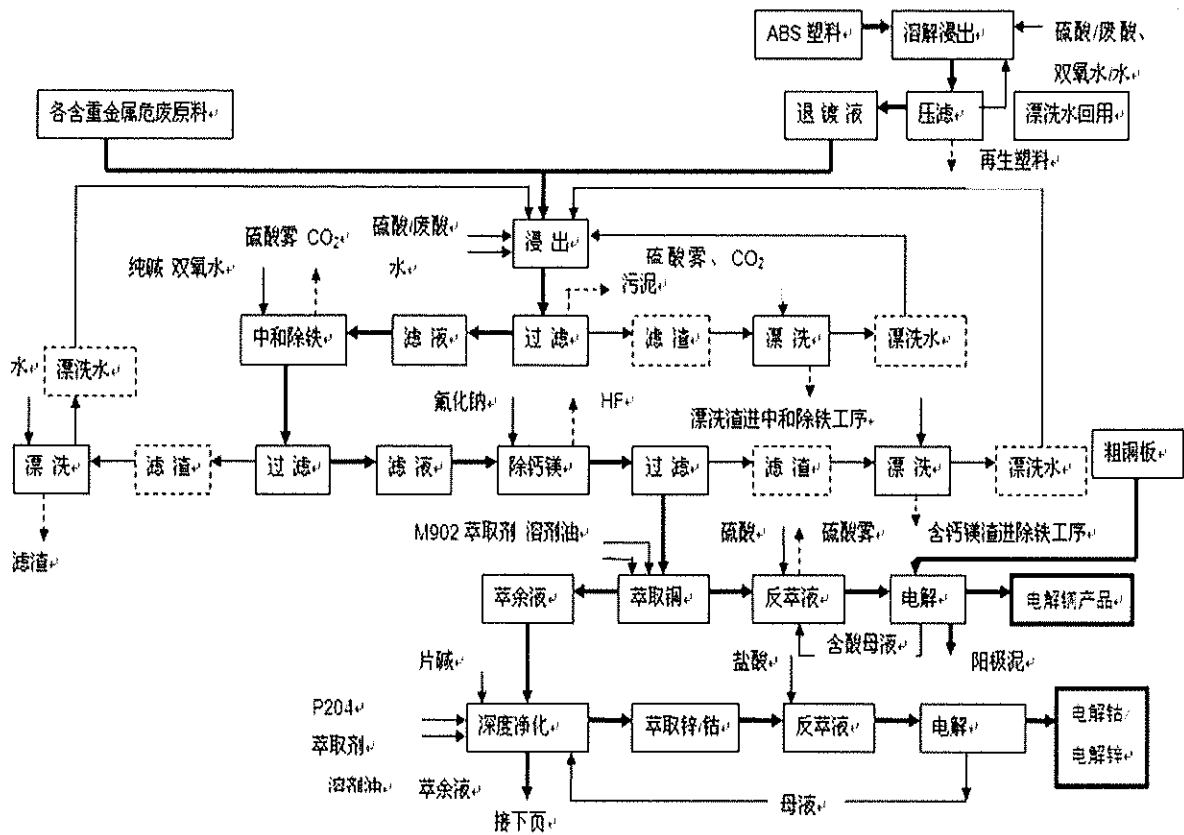 ABS 塑料
溶解浸出
硫酸/废酸、
双氧水/水
各含重金属危废原料
退镀液
压滤
漂洗水回用
再生塑料
硫酸雾 CO₂
硫酸/废酸
浸出
硫酸雾、CO₂
纯碱 双氧水
水
污泥
中和除铁
滤液
过滤
滤渣
漂洗
漂洗水
水
漂洗水
氟化钠
HF
漂洗渣进中和除铁工序
漂洗
滤渣
过滤
滤液
除钙镁
过滤
滤渣
漂洗
漂洗水
粗铜板
滤渣
M902 萃取剂 溶剂油
硫酸
硫酸雾
含钙镁渣进除铁工序
萃余液
萃取铜
反萃液
电解
电解铜产品
片碱
盐酸
含酸母液
阳极泥
P204
萃取剂
溶剂油
深度净化
萃取锌/钴
反萃液
电解
电解钴/
电解锌
萃余液
母液
接下页